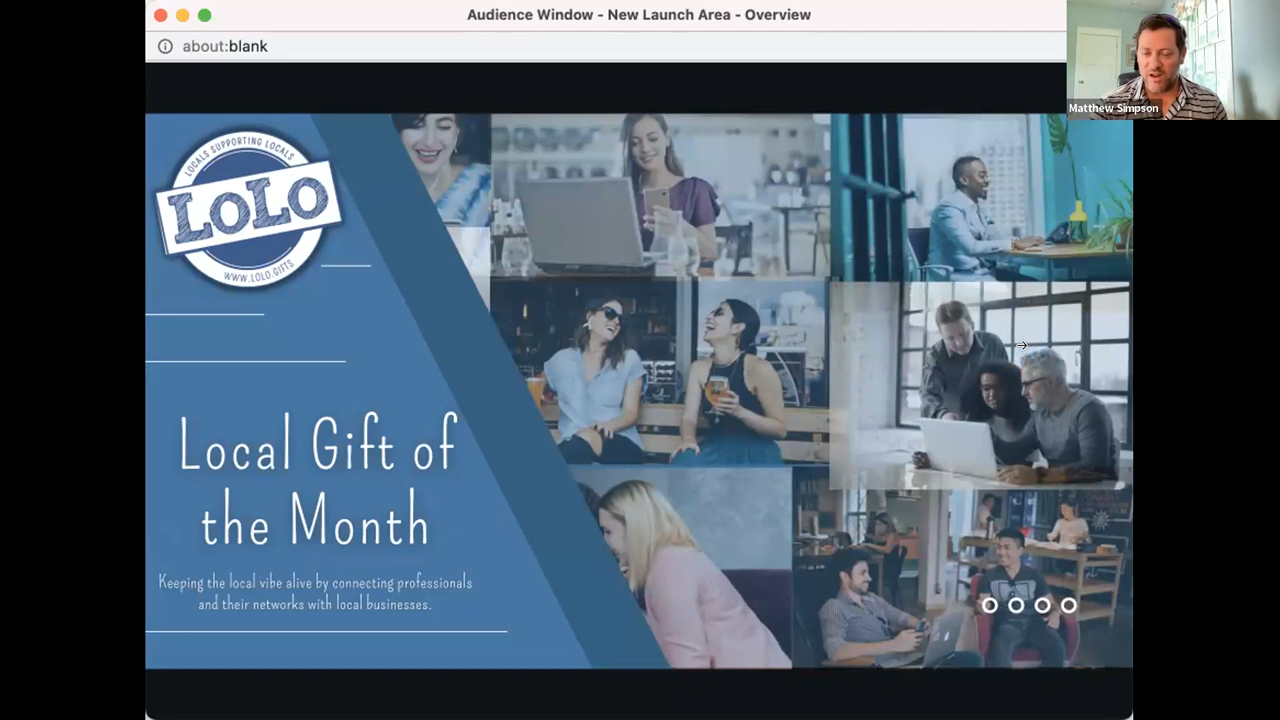 Audience Window - New Launch Area - Overview
about:blank
Matthew Simpson
LOCALS SUPPORTING LOCALS
LOLO
WWW.LOLO.GIFTS
Local Gift of
the Month
Keeping the local vibe alive by connecting professionals
and their networks with local businesses.